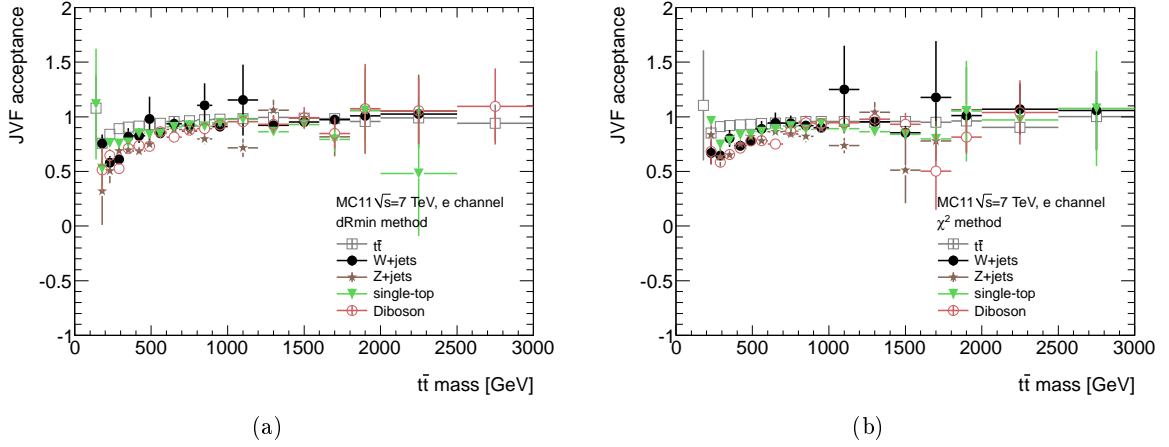 JVF acceptance
2
1.5
1
0.5
0
-0.5
-1
0 500 1000 1500 2000 2500 3000
tt̄ mass [GeV]
MC11 √s=7 TeV, e channel
dRmin method
tt̄
W+jets
Z+jets
single-top
Diboson
(a)
JVF acceptance
2
1.5
1
0.5
0
-0.5
-1
0 500 1000 1500 2000 2500 3000
tt̄ mass [GeV]
MC11 √s=7 TeV, e channel
χ² method
tt̄
W+jets
Z+jets
single-top
Diboson
(b)